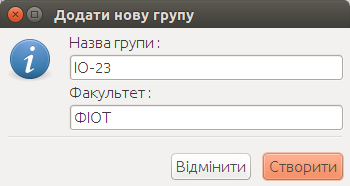 Додати нову групу
Назва групи :
ІО-23
Факультет :
ФІОТ
Відмінити
Створити